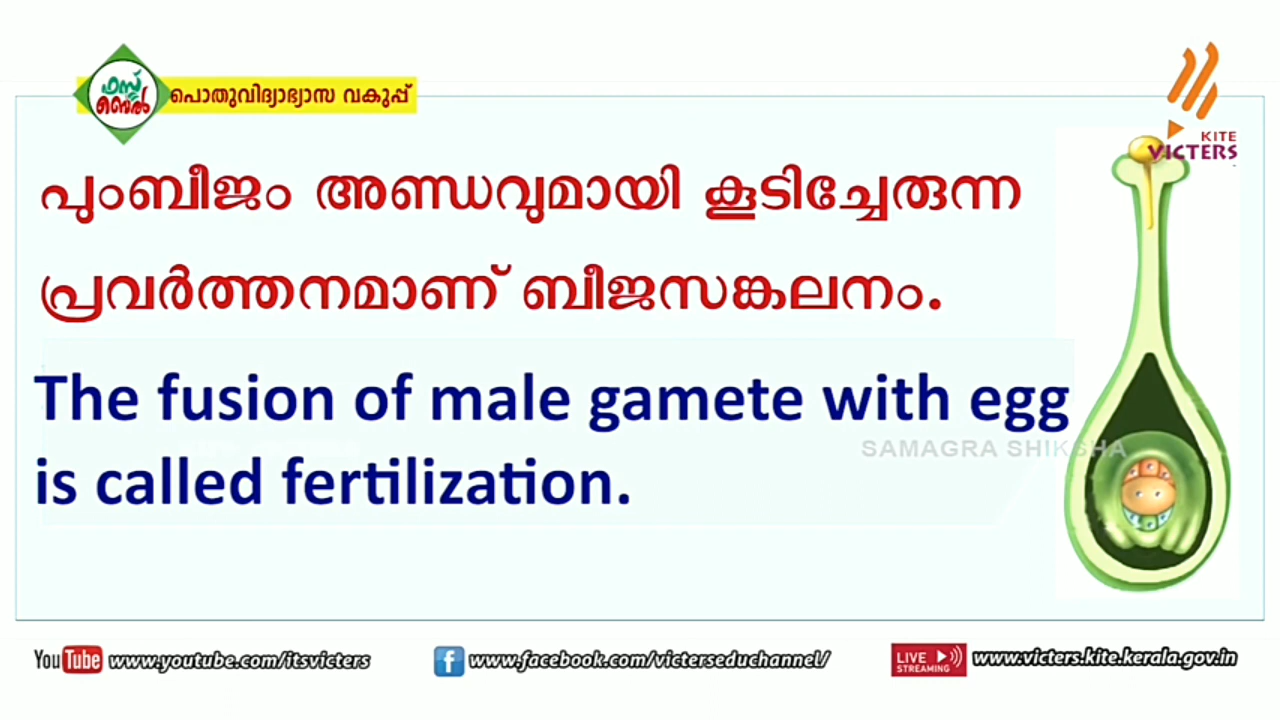 ഫസ്റ്റ്
ബെൽ
പൊതുവിദ്യാഭ്യാസ വകുപ്പ്
KITE
VICTERS
പുംബീജം അണ്ഡവുമായി കൂടിച്ചേരുന്ന
പ്രവർത്തനമാണ് ബീജസങ്കലനം.
The fusion of male gamete with egg
SAMAGRA SHIKSHA
is called fertilization.
YouTube www.youtube.com/itsvicters
f www.facebook.com/victerseduchannel/
LIVE
STREAMING
www.victers.kite.kerala.gov.in